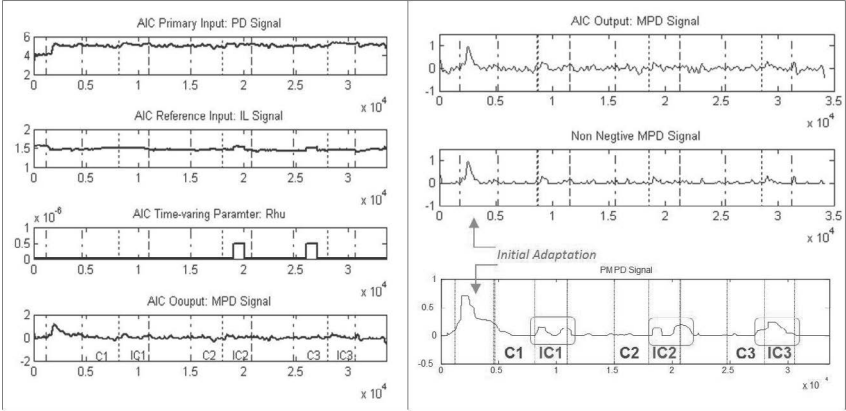 AIC Primary Input: PD Signal
6
4
2
0 0.5 1 1.5 2 2.5 3
x 10^4
AIC Reference Input: IL Signal
2
1.5
1
0 0.5 1 1.5 2 2.5 3
x 10^4
x 10^-6
AIC Time-varing Paramter: Rhu
1
0.5
0
0 0.5 1 1.5 2 2.5 3
x 10^4
AIC Ooutput: MPD Signal
2
0
-2
C1 IC1 C2 IC2 C3 IC3
0 0.5 1 1.5 2 2.5 3
x 10^4
AIC Output: MPD Signal
1
0
-1
0 0.5 1 1.5 2 2.5 3 3.5
x 10^4
Non Negtive MPD Signal
1
0
-1
0 0.5 1 1.5 2 2.5 3 3.5
x 10^4
Initial Adaptation
PMPD Signal
1
0.5
0
-0.5
C1 IC1 C2 IC2 C3 IC3
0 0.5 1 1.5 2 2.5 3
x 10^4